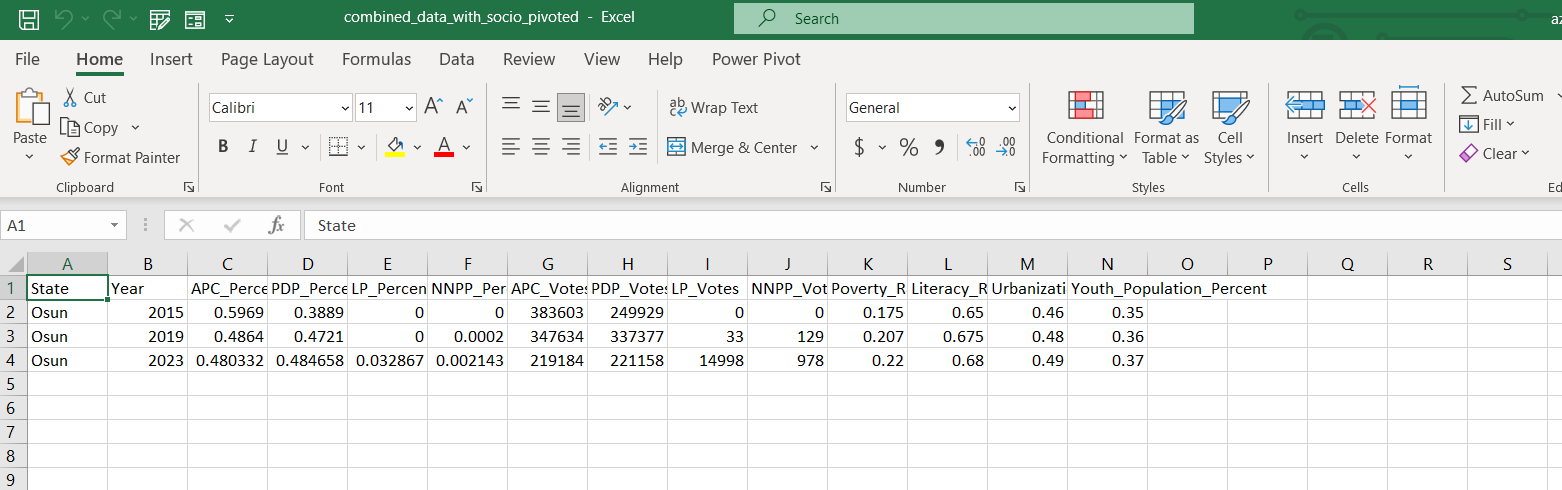 combined_data_with_socio_pivoted - Excel
Search
az
File Home Insert Page Layout Formulas Data Review View Help Power Pivot
Paste
Cut
Copy
Format Painter
Clipboard
Calibri 11 A A
B I U A
Font
ab Wrap Text
Merge & Center
Alignment
General
$ % 9 .00 .00
Number
Conditional Formatting
Format as Table
Cell Styles
Styles
Insert Delete Format
Cells
AutoSum
Fill
Clear
Ed
A1 fx State
A B C D E F G H I J K L M N O P Q R S
1 State Year APC_Perce PDP_Perce LP_Percen NNPP_Per APC_Votes PDP_Votes LP_Votes NNPP_Vot Poverty_R Literacy_R Urbanizati Youth_Population_Percent
2 Osun 2015 0.5969 0.3889 0 0 383603 249929 0 0 0.175 0.65 0.46 0.35
3 Osun 2019 0.4864 0.4721 0 0.0002 347634 337377 33 129 0.207 0.675 0.48 0.36
4 Osun 2023 0.480332 0.484658 0.032867 0.002143 219184 221158 14998 978 0.22 0.68 0.49 0.37
5
6
7
8
9